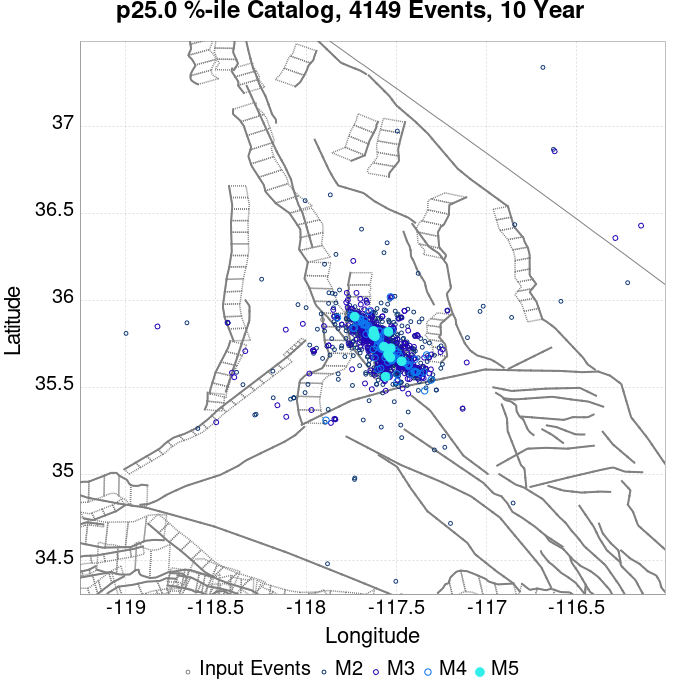 p25.0 %-ile Catalog, 4149 Events, 10 Year
37
36.5
36
35.5
35
34.5
Latitude
-119 -118.5 -118 -117.5 -117 -116.5
Longitude
Input Events M2 M3 M4 M5